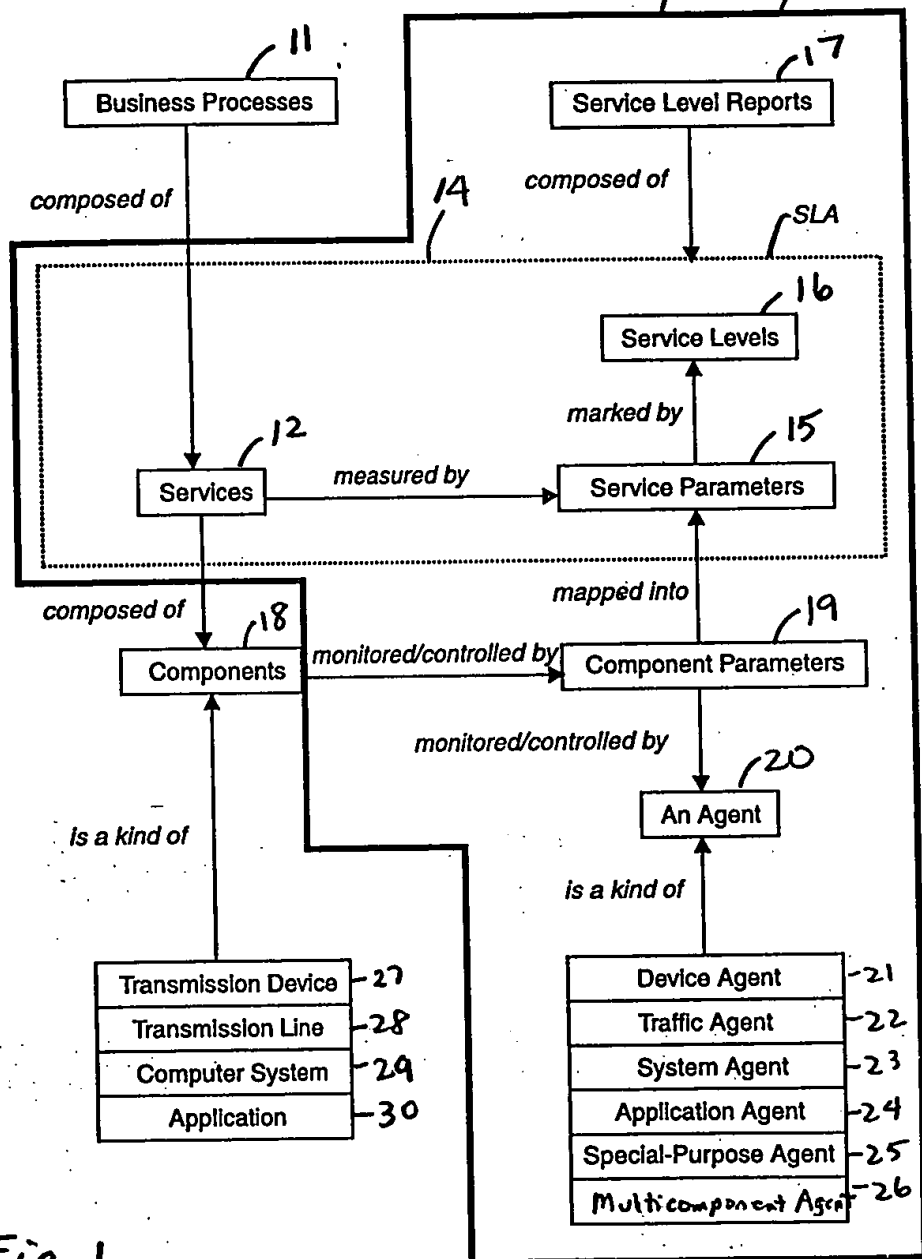 11
17
Business Processes
Service Level Reports
composed of
composed of
14
SLA
16
Service Levels
marked by
12
15
Services
measured by
Service Parameters
composed of
mapped into
18
19
Components
monitored/controlled by
Component Parameters
monitored/controlled by
20
An Agent
is a kind of
is a kind of
Transmission Device
27
Transmission Line
28
Computer System
29
Application
30
Device Agent
21
Traffic Agent
22
System Agent
23
Application Agent
24
Special-Purpose Agent
25
Multicomponent Agent
26
Fig. 1